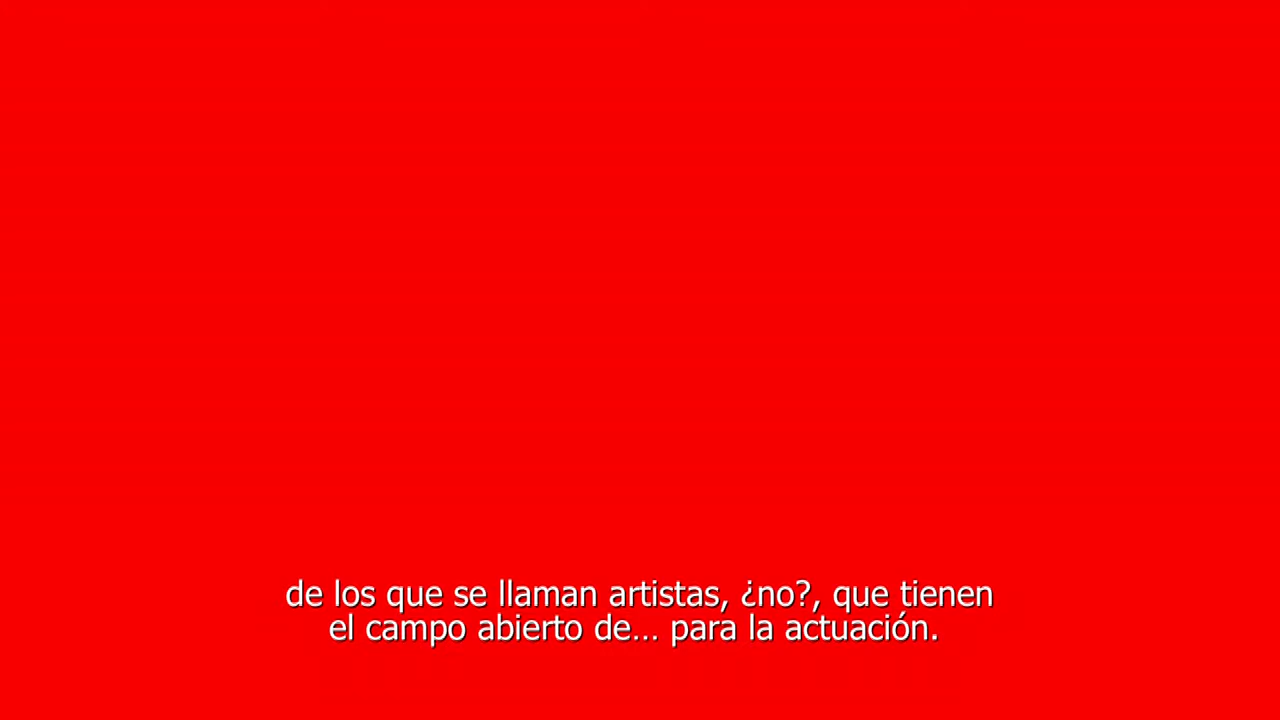 de los que se llaman artistas, ¿no?, que tienen
el campo abierto de… para la actuación.